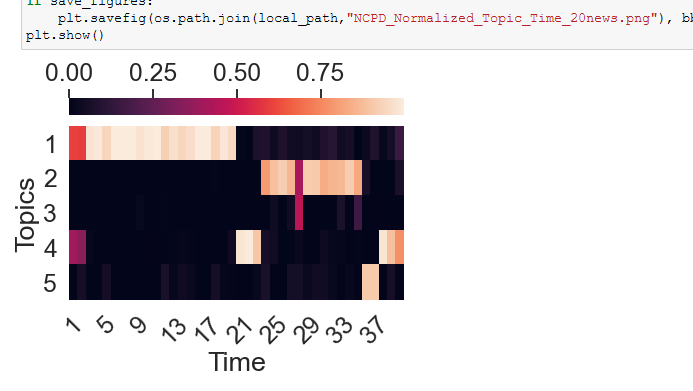 if save_figures:
plt.savefig(os.path.join(local_path,"NCPD_Normalized_Topic_Time_20news.png"), bb
plt.show()
0.00 0.25 0.50 0.75
1
2
3
4
5
Topics
1 5 9 13 17 21 25 29 33 37
Time